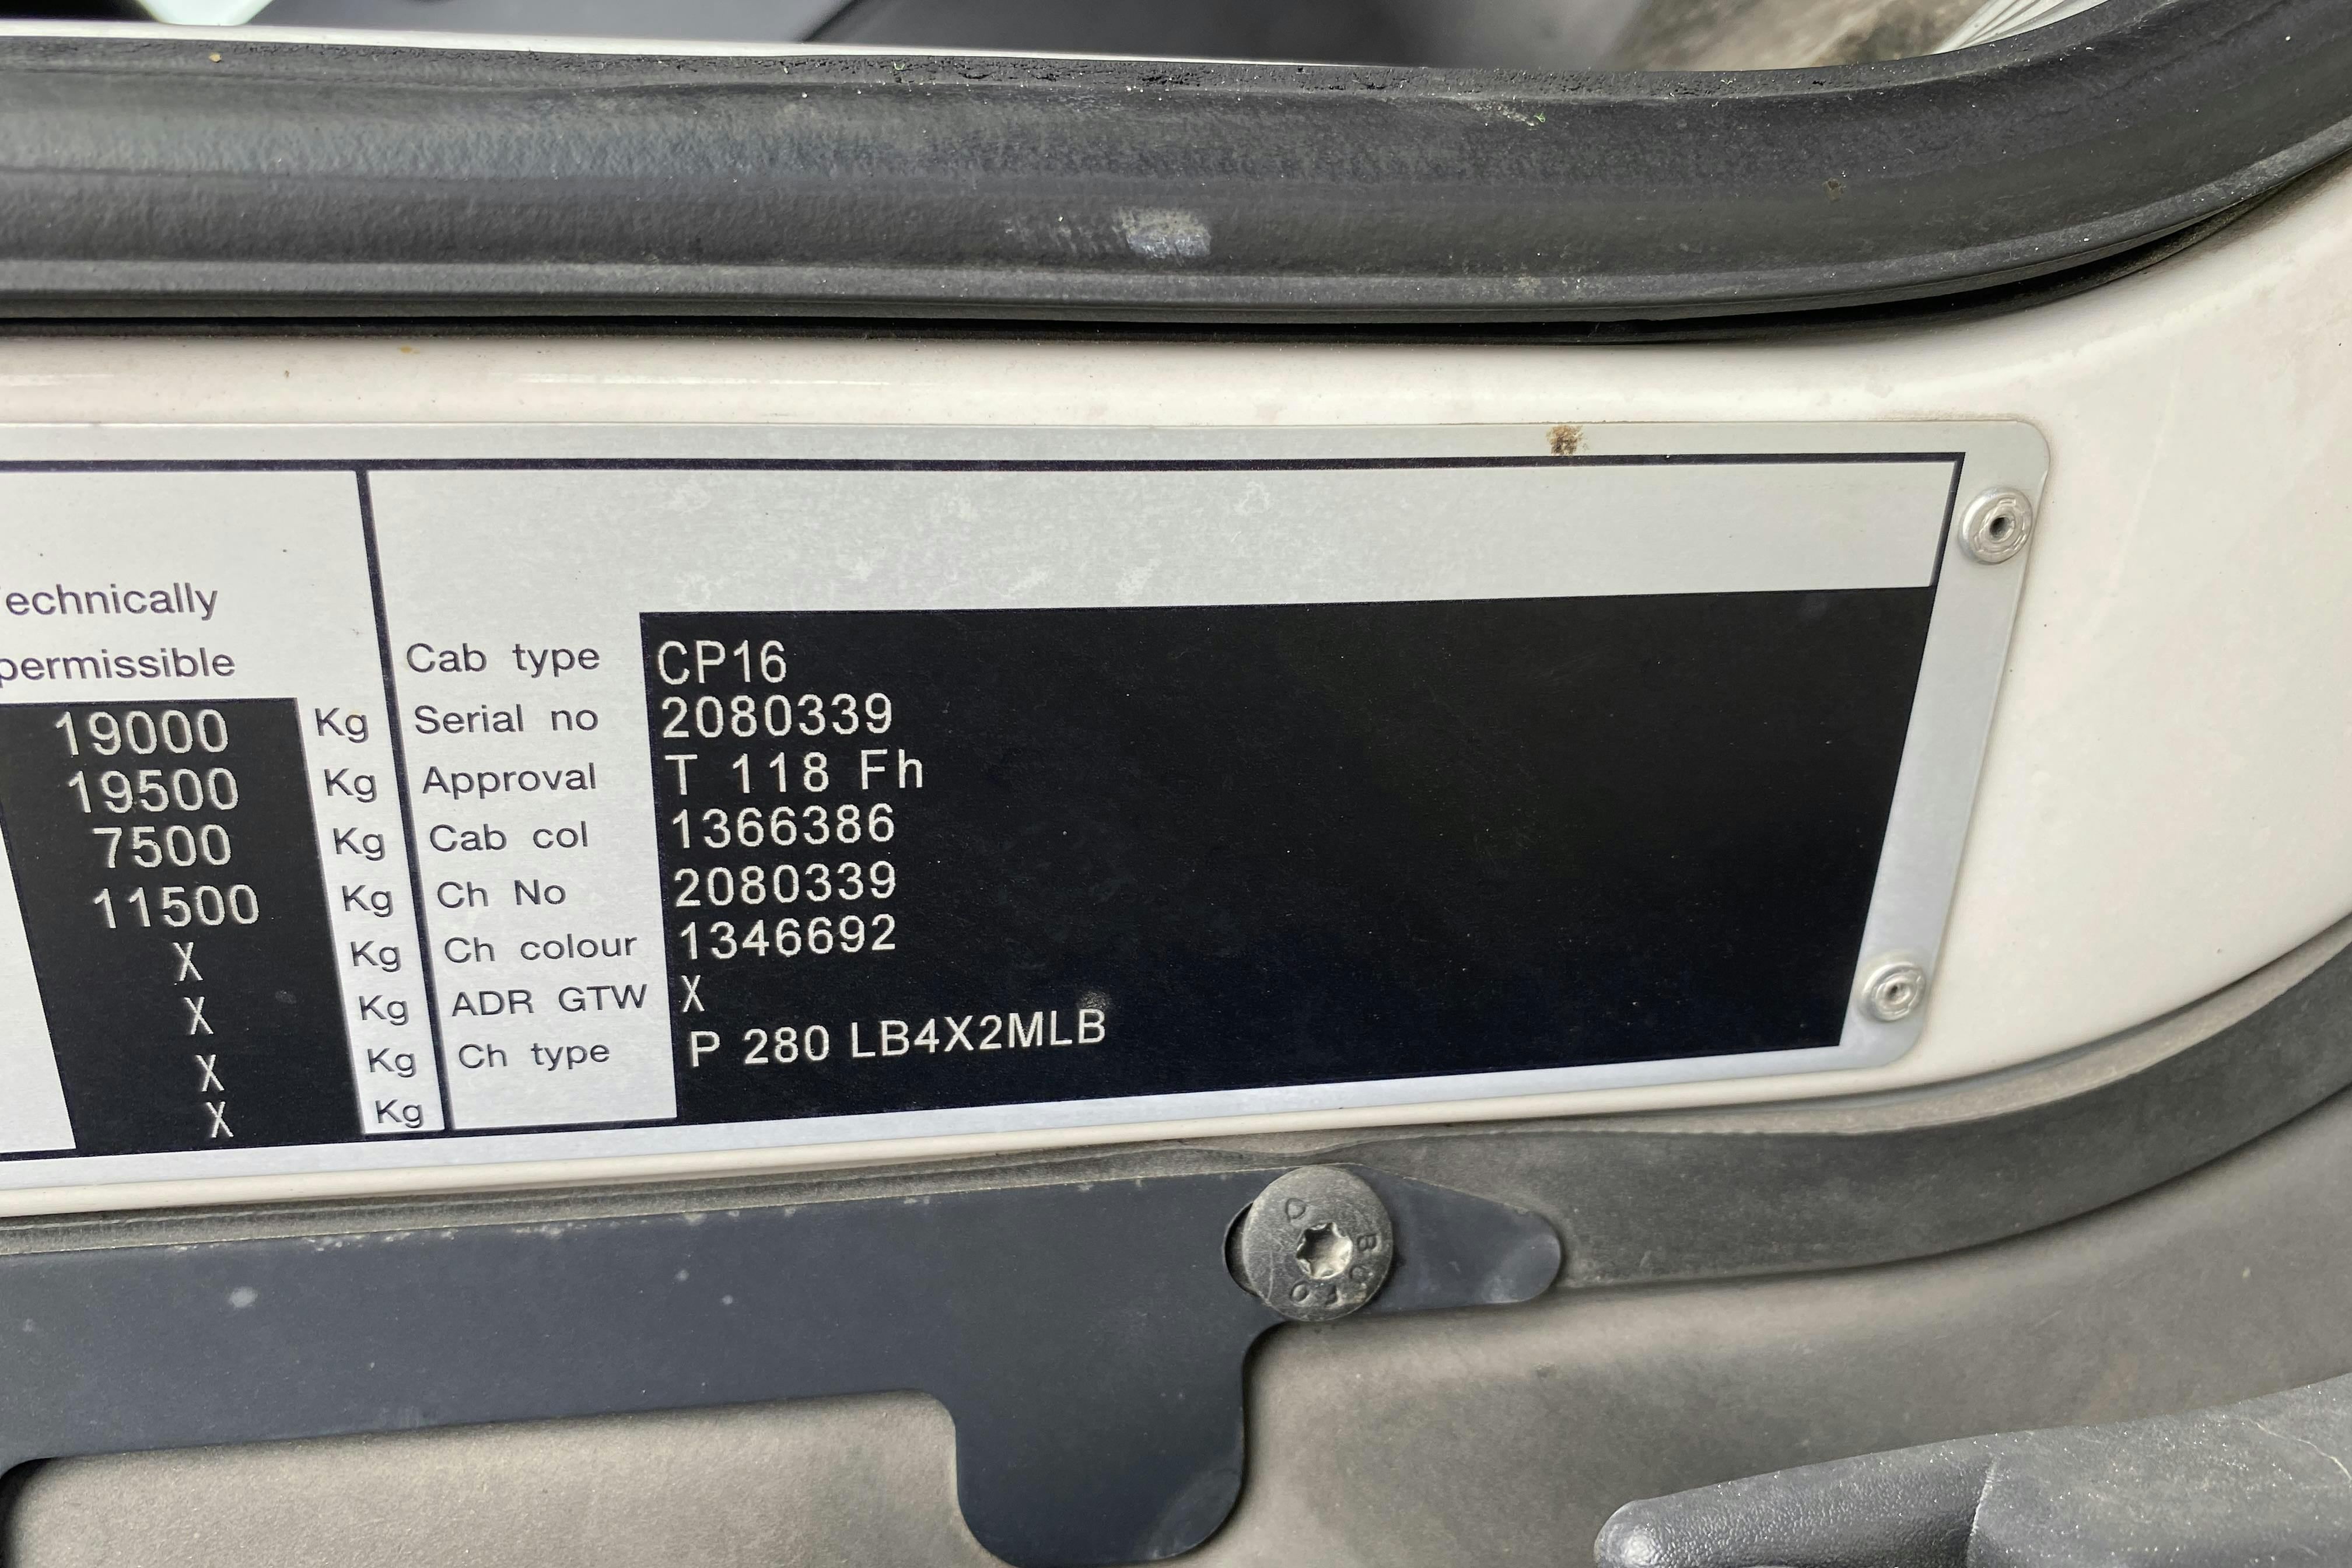 echnically
permissible
19000 Kg
19500 Kg
7500 Kg
11500 Kg
X Kg
X Kg
X Kg
X Kg
Cab type CP16
Serial no 2080339
Approval T 118 Fh
Cab col 1366386
Ch No 2080339
Ch colour 1346692
ADR GTW X
Ch type P 280 LB4X2MLB